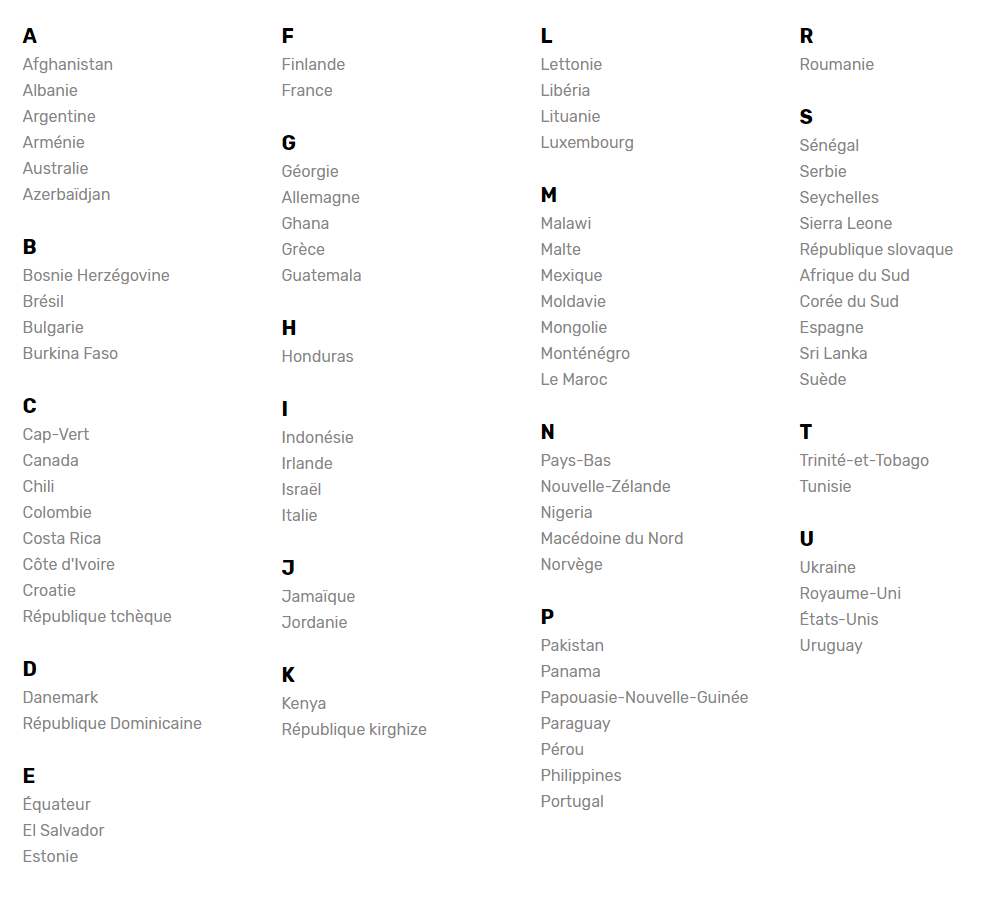 A
Afghanistan
Albanie
Argentine
Arménie
Australie
Azerbaïdjan
B
Bosnie Herzégovine
Brésil
Bulgarie
Burkina Faso
C
Cap-Vert
Canada
Chili
Colombie
Costa Rica
Côte d'Ivoire
Croatie
République tchèque
D
Danemark
République Dominicaine
E
Équateur
El Salvador
Estonie
F
Finlande
France
G
Géorgie
Allemagne
Ghana
Grèce
Guatemala
H
Honduras
I
Indonésie
Irlande
Israël
Italie
J
Jamaïque
Jordanie
K
Kenya
République kirghize
L
Lettonie
Libéria
Lituanie
Luxembourg
M
Malawi
Malte
Mexique
Moldavie
Mongolie
Monténégro
Le Maroc
N
Pays-Bas
Nouvelle-Zélande
Nigeria
Macédoine du Nord
Norvège
P
Pakistan
Panama
Papouasie-Nouvelle-Guinée
Paraguay
Pérou
Philippines
Portugal
R
Roumanie
S
Sénégal
Serbie
Seychelles
Sierra Leone
République slovaque
Afrique du Sud
Corée du Sud
Espagne
Sri Lanka
Suède
T
Trinité-et-Tobago
Tunisie
U
Ukraine
Royaume-Uni
États-Unis
Uruguay